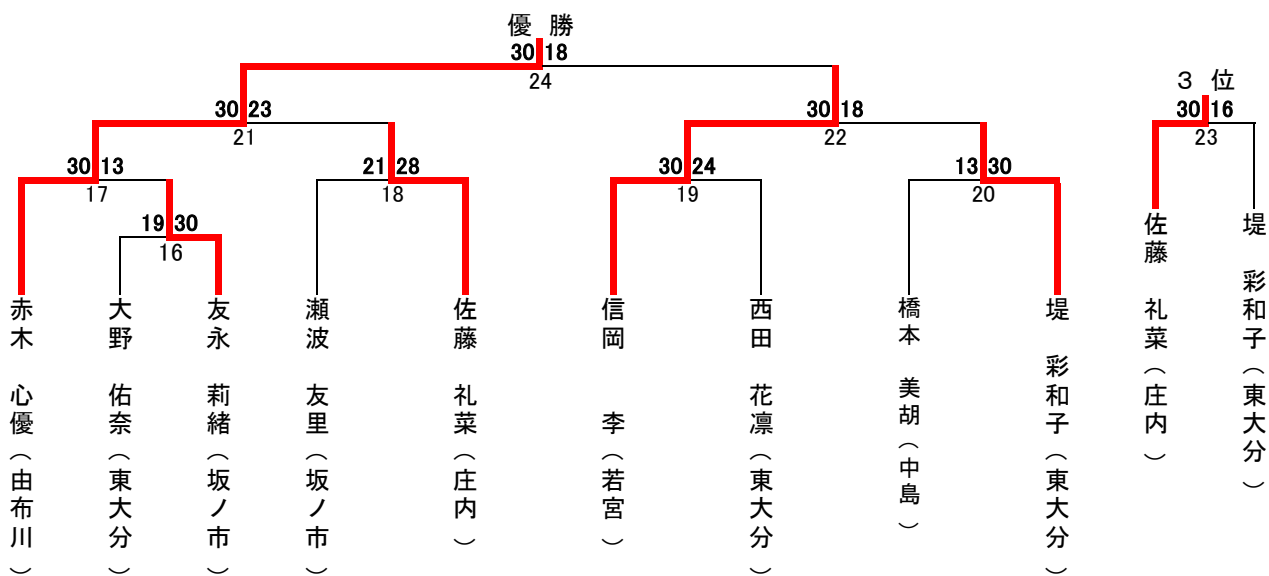 優 勝
30 18
24
3 位
30 23
21
30 18
22
30 16
23
30 13
17
21 28
18
30 24
19
13 30
20
19 30
16
赤木 心優（由布川）
大野 佑奈（東大分）
友永 莉緒（坂ノ市）
瀬波 友里（坂ノ市）
佐藤 礼菜（庄内）
信岡 李（若宮）
西田 花凛（東大分）
橋本 美胡（中島）
堤 彩和子（東大分）
佐藤 礼菜（庄内）
堤 彩和子（東大分）